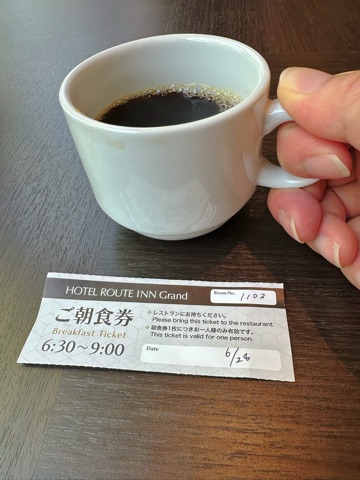 HOTEL ROUTE INN Grand
Room No. 1102
ご朝食券
Breakfast Ticket
6:30～9:00
※レストランにお持ちください。
Please bring this ticket to the restaurant.
※朝食券1枚につきお一人様のみ有効です。
This ticket is valid for one person.
Date 6/28